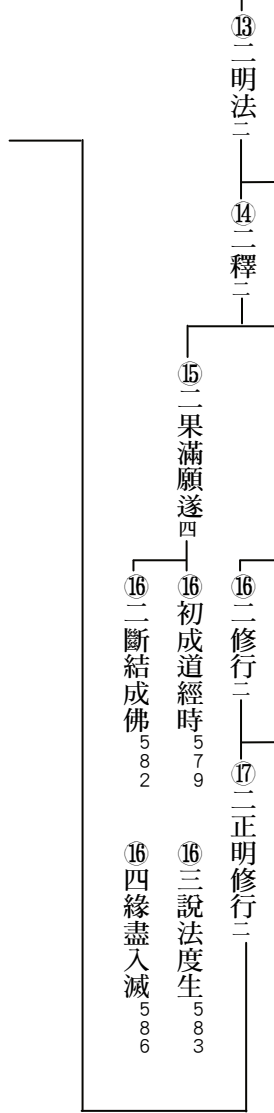 ⑬二明法二
⑭二釋二
⑯二修行二
⑰二正明修行二
⑮二果滿願遂四
⑯初成道經時579
⑯三說法度生583
⑯二斷結成佛582
⑯四緣盡入滅586